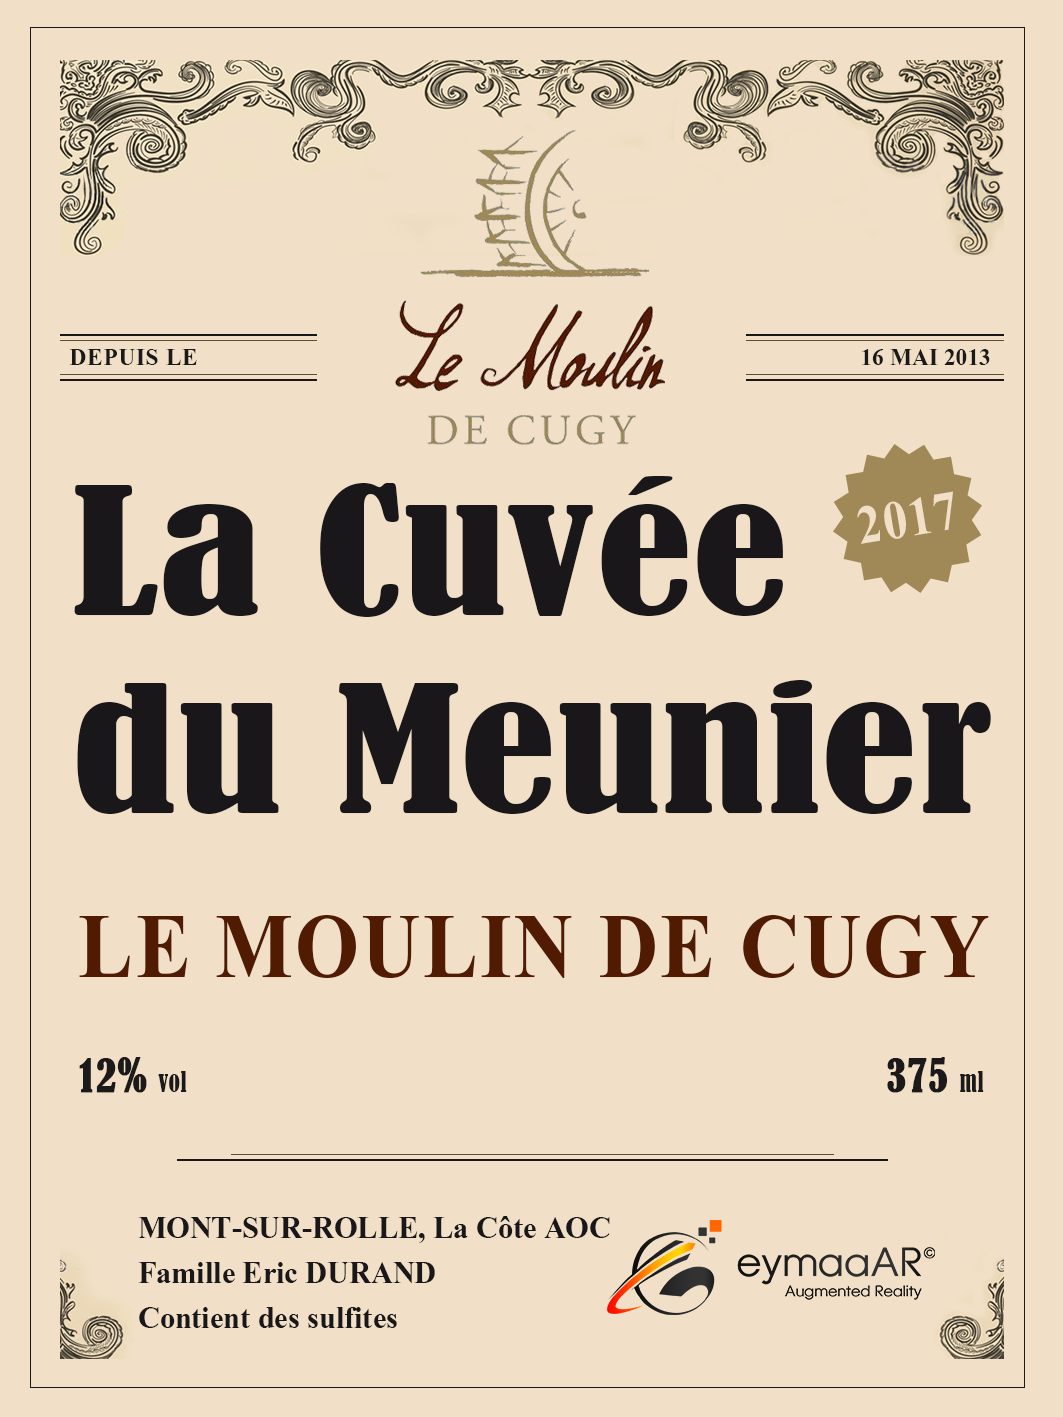 Le Moulin
DE CUGY
DEPUIS LE
16 MAI 2013
La Cuvée
2017
du Meunier
LE MOULIN DE CUGY
12% vol
375 ml
MONT-SUR-ROLLE, La Côte AOC
Famille Eric DURAND
Contient des sulfites
eymaaAR©
Augmented Reality